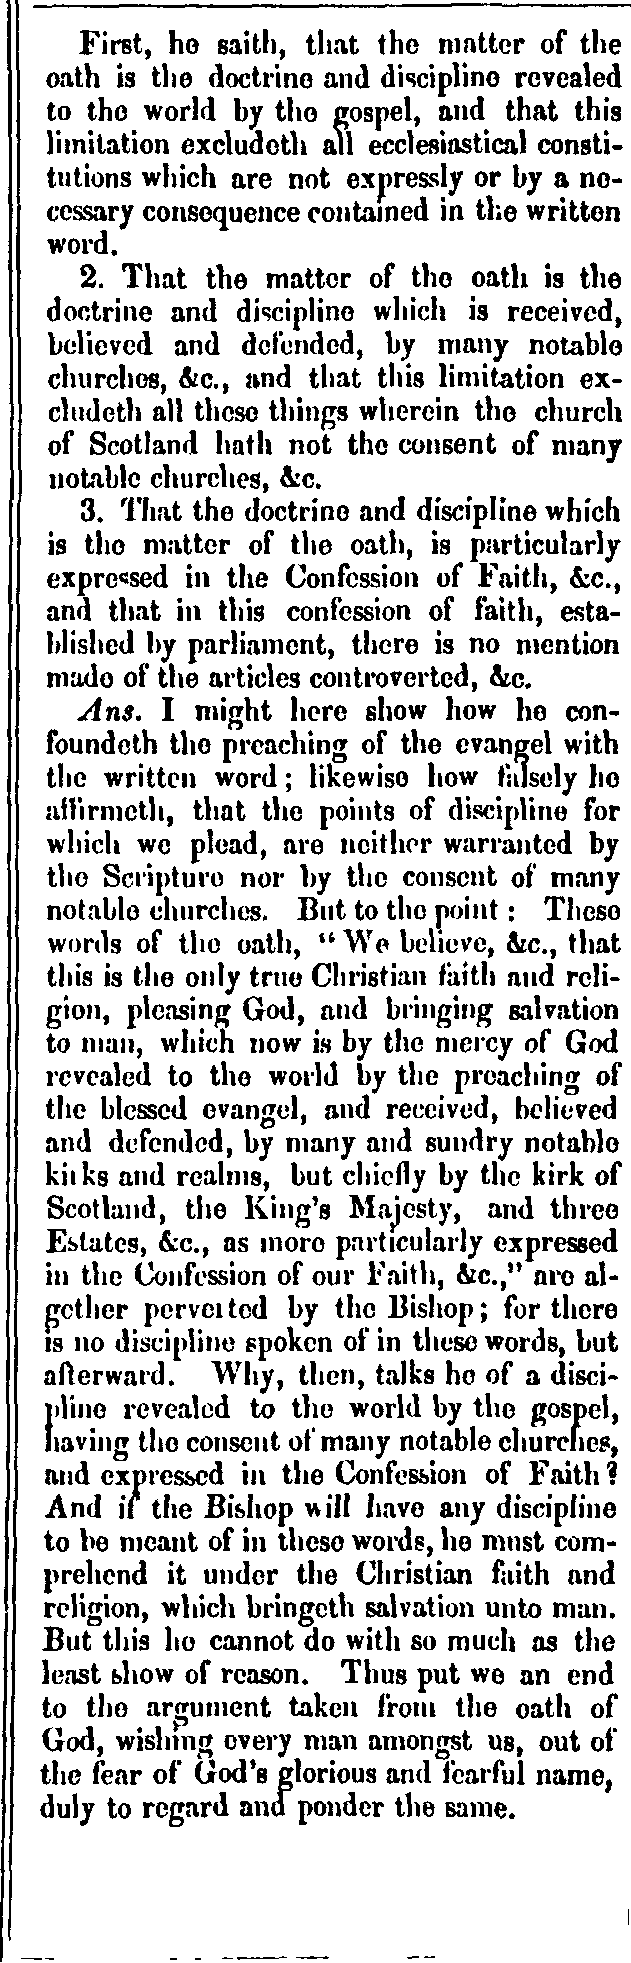 First, he saith, that the matter of the
oath is the doctrine and discipline revealed
to the world by the gospel, and that this
limitation excludeth all ecclesiastical consti-
tutions which are not expressly or by a ne-
cessary consequence contained in the written
word.
2. That the matter of the oath is the
doctrine and discipline which is received,
believed and defended, by many notable
churches, &c., and that this limitation ex-
cludeth all these things wherein the church
of Scotland hath not the consent of many
notable churches, &c.
3. That the doctrine and discipline which
is the matter of the oath, is particularly
expressed in the Confession of Faith, &c.,
and that in this confession of faith, esta-
blished by parliament, there is no mention
made of the articles controverted, &c.
Ans. I might here show how he con-
foundeth the preaching of the evangel with
the written word; likewise how falsely he
affirmeth, that the points of discipline for
which we plead, are neither warranted by
the Scripture nor by the consent of many
notable churches. But to the point: These
words of the oath, "We believe, &c., that
this is the only true Christian faith and reli-
gion, pleasing God, and bringing salvation
to man, which now is by the mercy of God
revealed to the world by the preaching of
the blessed evangel, and received, believed
and defended, by many and sundry notable
kirks and realms, but chiefly by the kirk of
Scotland, the King's Majesty, and three
Estates, &c., as more particularly expressed
in the Confession of our Faith, &c.," are al-
gether perverted by the Bishop; for there
is no discipline spoken of in these words, but
afterward. Why, then, talks he of a disci-
pline revealed to the world by the gospel,
having the consent of many notable churches,
and expressed in the Confession of Faith?
And if the Bishop will have any discipline
to be meant of in these words, he must com-
prehend it under the Christian faith and
religion, which bringeth salvation unto man.
But this he cannot do with so much as the
least show of reason. Thus put we an end
to the argument taken from the oath of
God, wishing every man amongst us, out of
the fear of God's glorious and fearful name,
duly to regard and ponder the same.